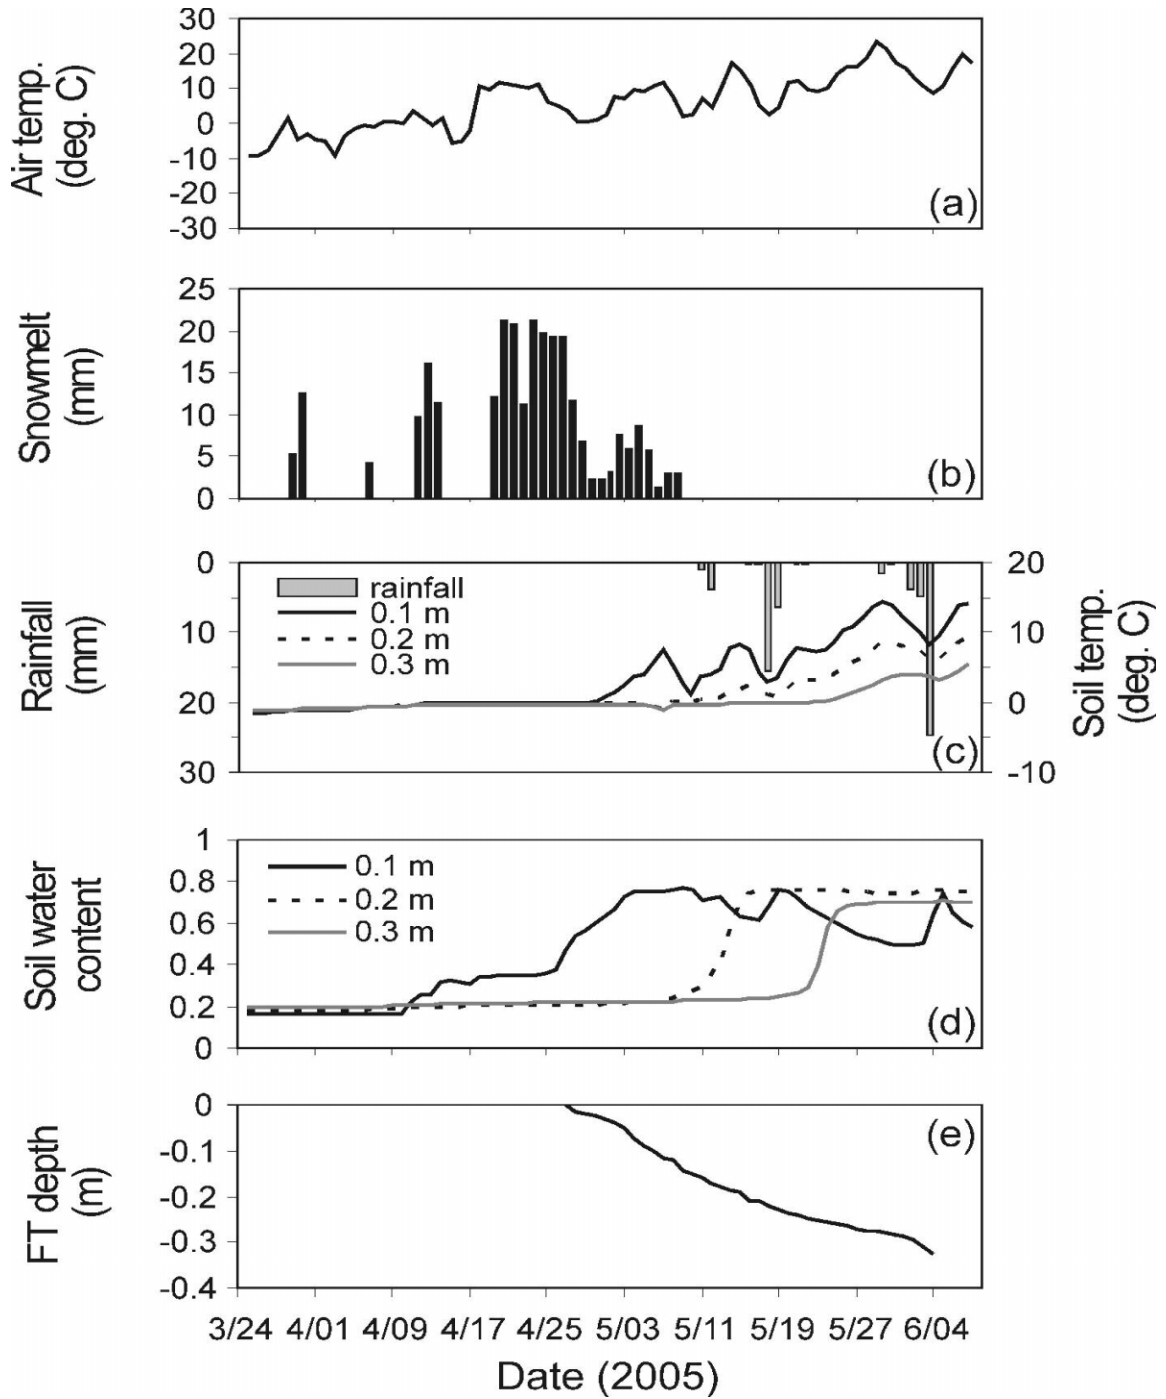 Air temp.
(deg. C)
30
20
10
0
-10
-20
-30
(a)
Snowmelt
(mm)
25
20
15
10
5
0
(b)
Rainfall
(mm)
0
10
20
30
rainfall
0.1 m
0.2 m
0.3 m
20
10
0
-10
Soil temp.
(deg. C)
(c)
Soil water
content
1
0.8
0.6
0.4
0.2
0
0.1 m
0.2 m
0.3 m
(d)
FT depth
(m)
0
-0.1
-0.2
-0.3
-0.4
(e)
3/24 4/01 4/09 4/17 4/25 5/03 5/11 5/19 5/27 6/04
Date (2005)